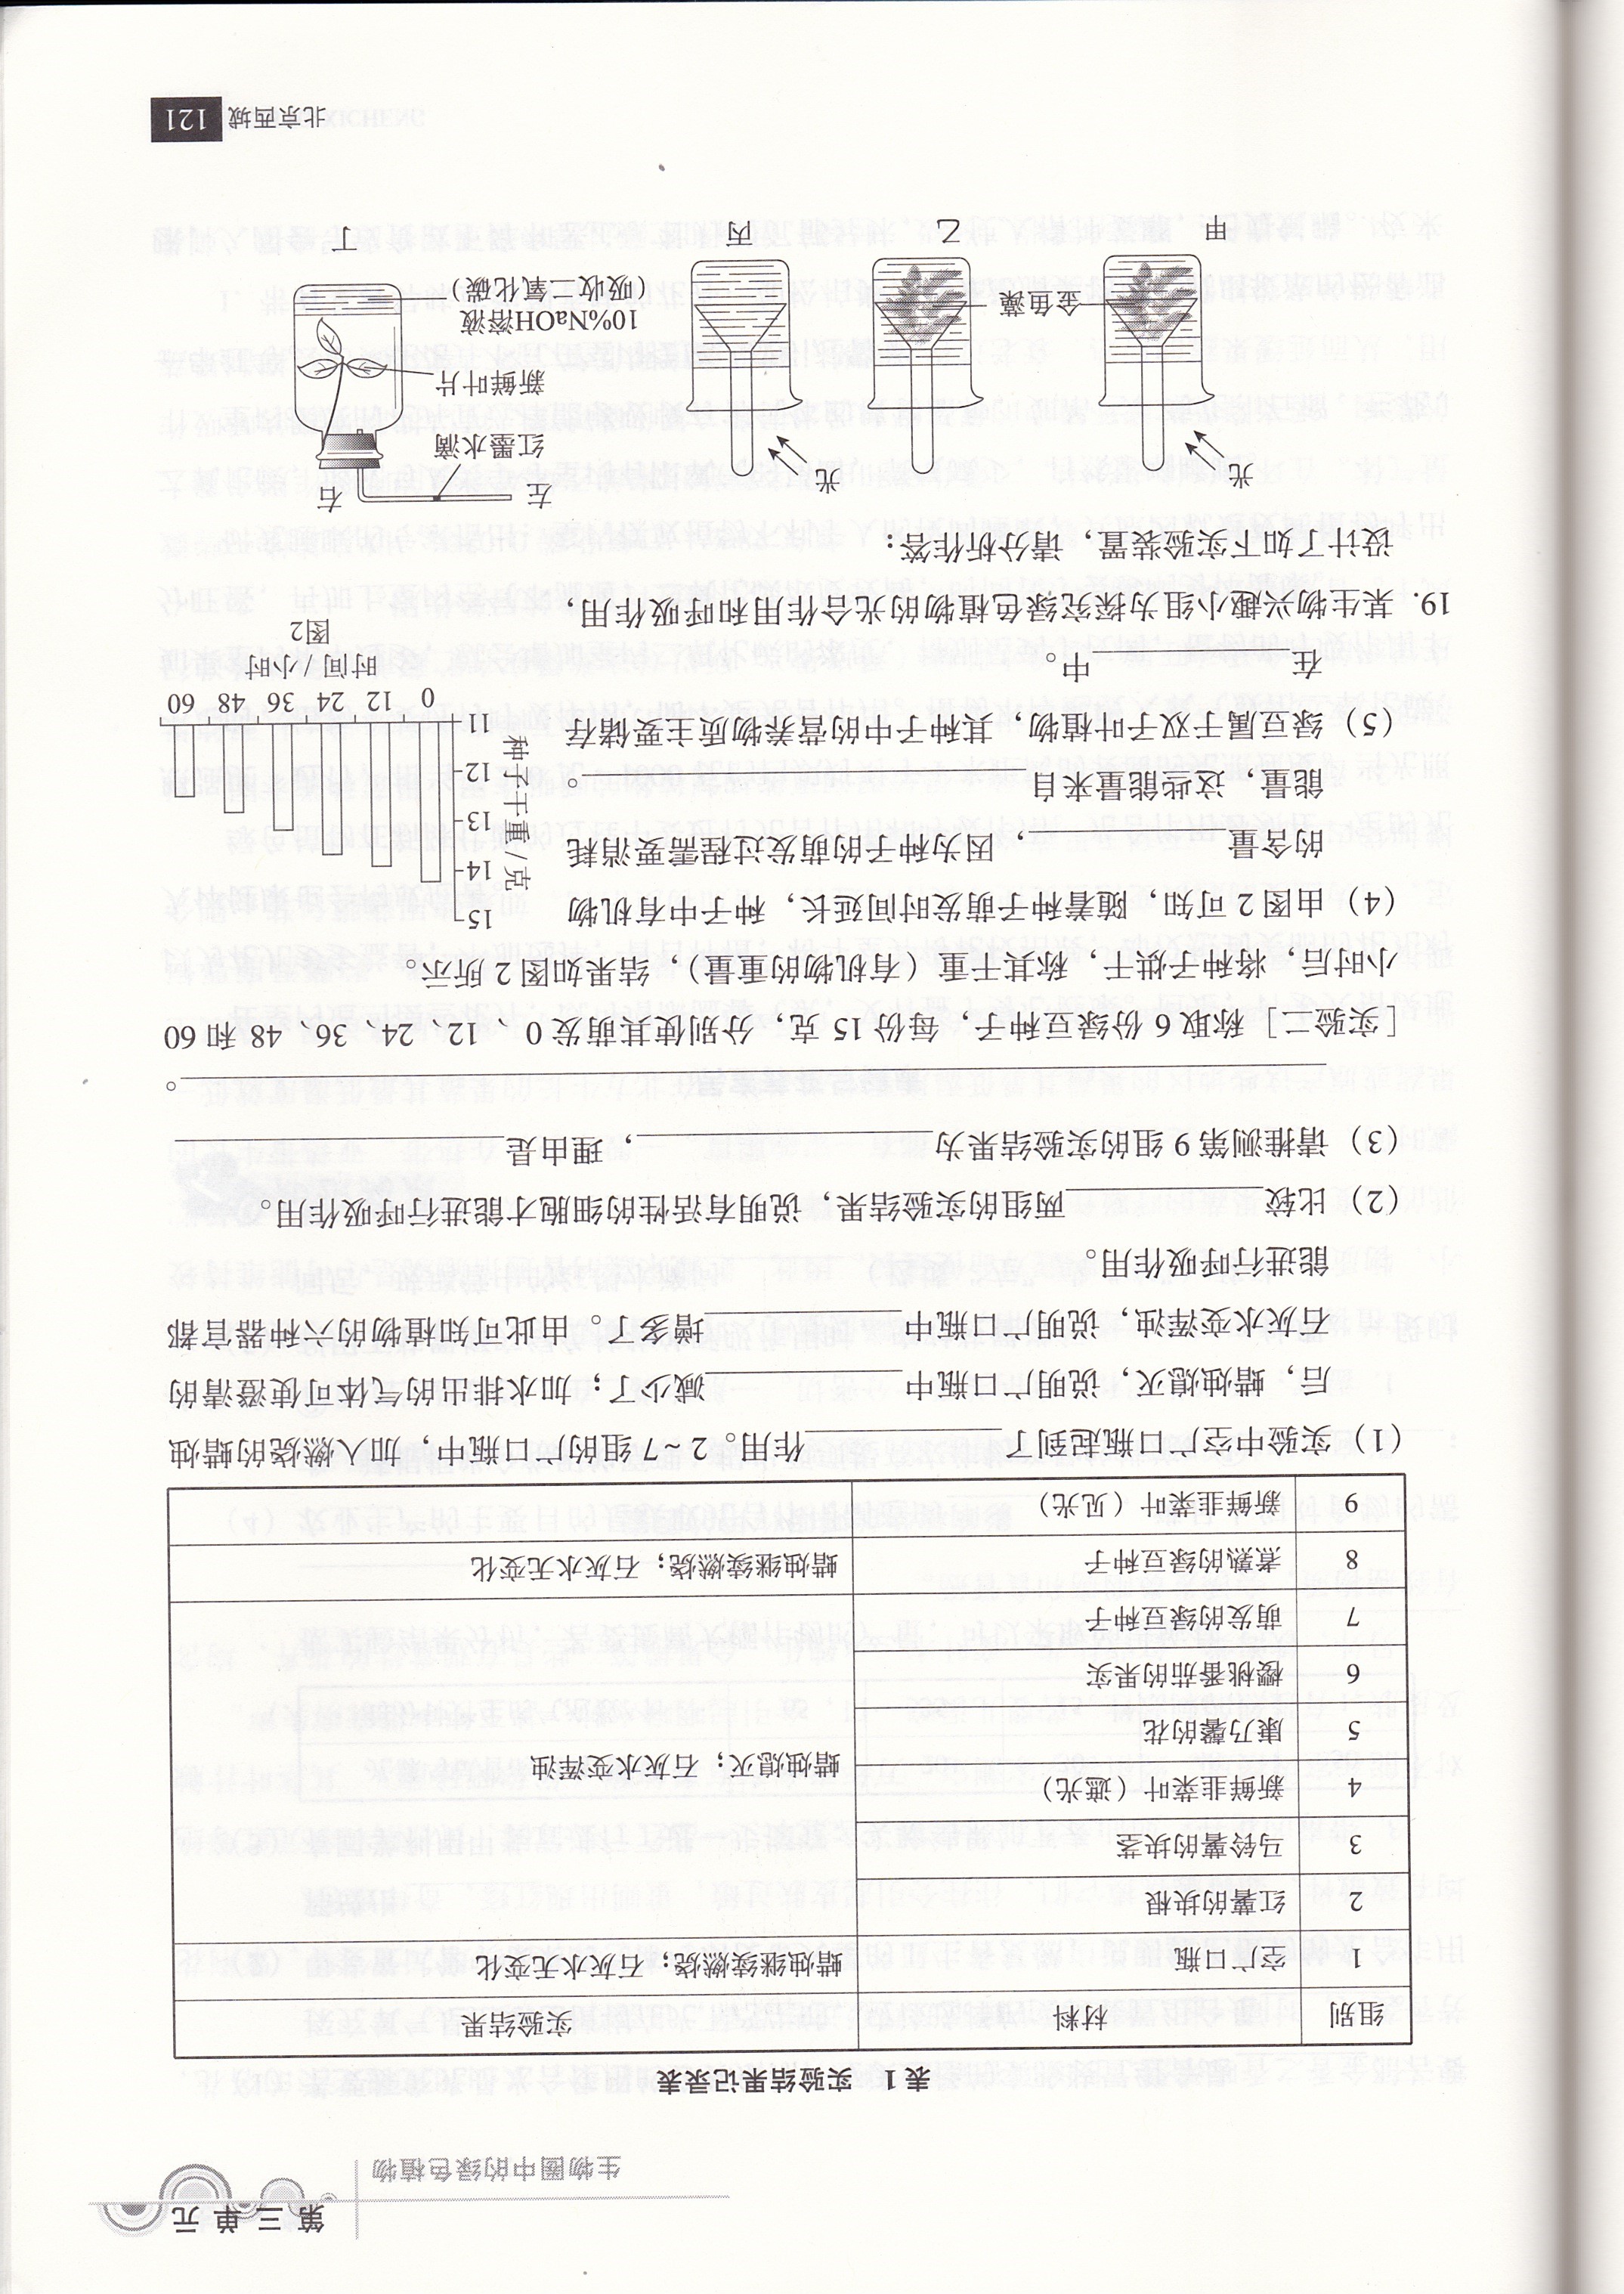 第三单元
生物圈中的绿色植物
表1 实验结果记录表
组别 材料 实验结果
1 空广口瓶 蜡烛继续燃烧；石灰水无变化
2 红薯的块根
3 马铃薯的块茎
4 新鲜韭菜叶（遮光）
蜡烛熄灭；石灰水变浑浊
5 康乃馨的花
6 樱桃番茄的果实
7 萌发的绿豆种子
8 煮熟的绿豆种子 蜡烛继续燃烧；石灰水无变化
9 新鲜韭菜叶（见光）
（1）实验中空广口瓶起到了________作用。2～7组的广口瓶中，加入燃烧的蜡烛
后，蜡烛熄灭，说明广口瓶中________减少了；加水排出的气体可使澄清的
石灰水变浑浊，说明广口瓶中________增多了。由此可知植物的六种器官都
能进行呼吸作用。
（2）比较________两组的实验结果，说明有活性的细胞才能进行呼吸作用。
（3）请推测第9组的实验结果为________，理由是________
________。
［实验二］称取6份绿豆种子，每份15克，分别使其萌发0、12、24、36、48和60
小时后，将种子烘干，称其干重（有机物的重量），结果如图2所示。
（4）由图2可知，随着种子萌发时间延长，种子中有机物
的含量________，因为种子的萌发过程需要消耗
能量，这些能量来自________。
（5）绿豆属于双子叶植物，其种子中的营养物质主要储存
在________中。
种子干重/克
15
14
13
12
11
0 12 24 36 48 60
时间/小时
图2
19. 某生物兴趣小组为探究绿色植物的光合作用和呼吸作用，
设计了如下实验装置，请分析作答：
光
光
左
右
红墨水滴
新鲜叶片
金鱼藻
10%NaOH溶液
（吸收二氧化碳）
甲
乙
丙
丁
北京西城 121